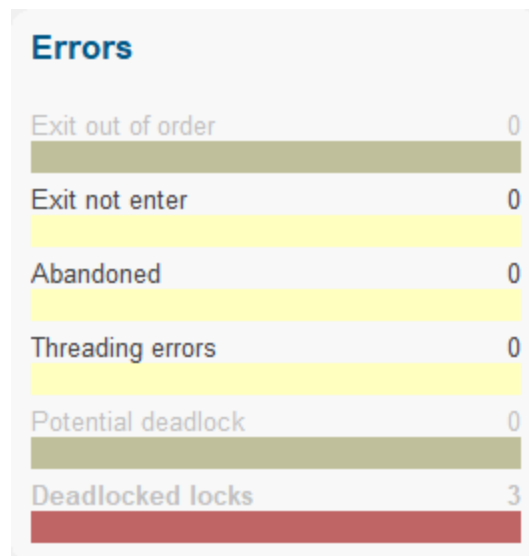 Errors
Exit out of order 0
Exit not enter 0
Abandoned 0
Threading errors 0
Potential deadlock 0
Deadlocked locks 3